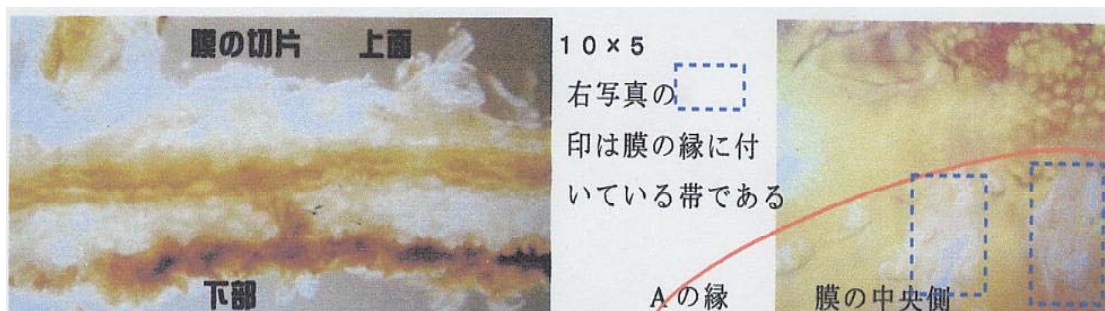 膜の切片 上面
下部
10×5
右写真の
印は膜の縁に付
いている帯である
Aの縁
膜の中央側